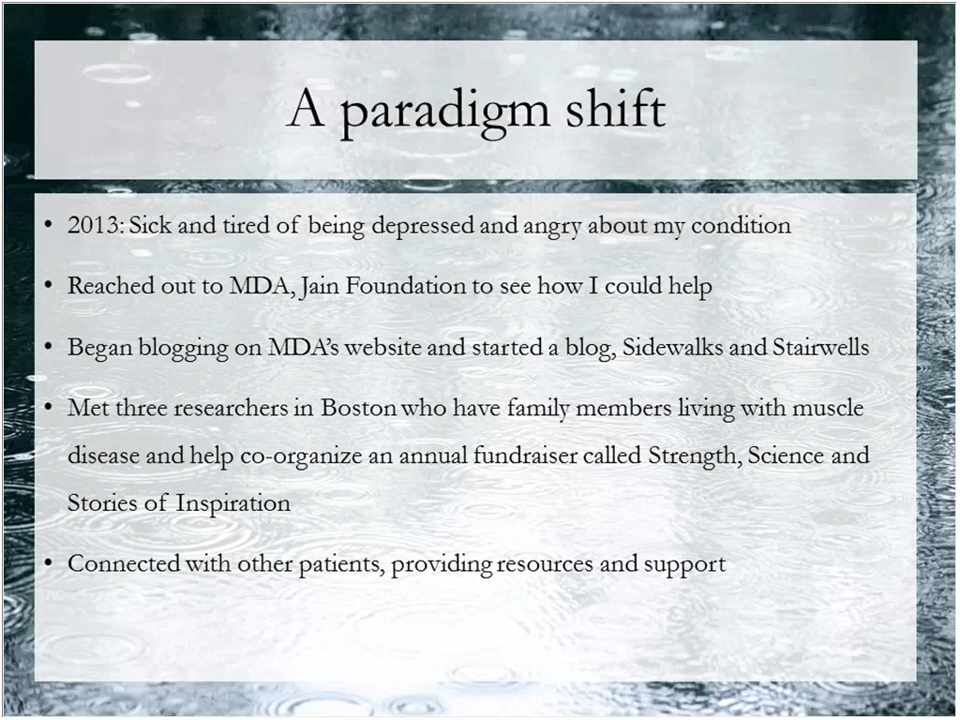 A paradigm shift
• 2013: Sick and tired of being depressed and angry about my condition
• Reached out to MDA, Jain Foundation to see how I could help
• Began blogging on MDA’s website and started a blog, Sidewalks and Stairwells
• Met three researchers in Boston who have family members living with muscle
disease and help co-organize an annual fundraiser called Strength, Science and
Stories of Inspiration
• Connected with other patients, providing resources and support